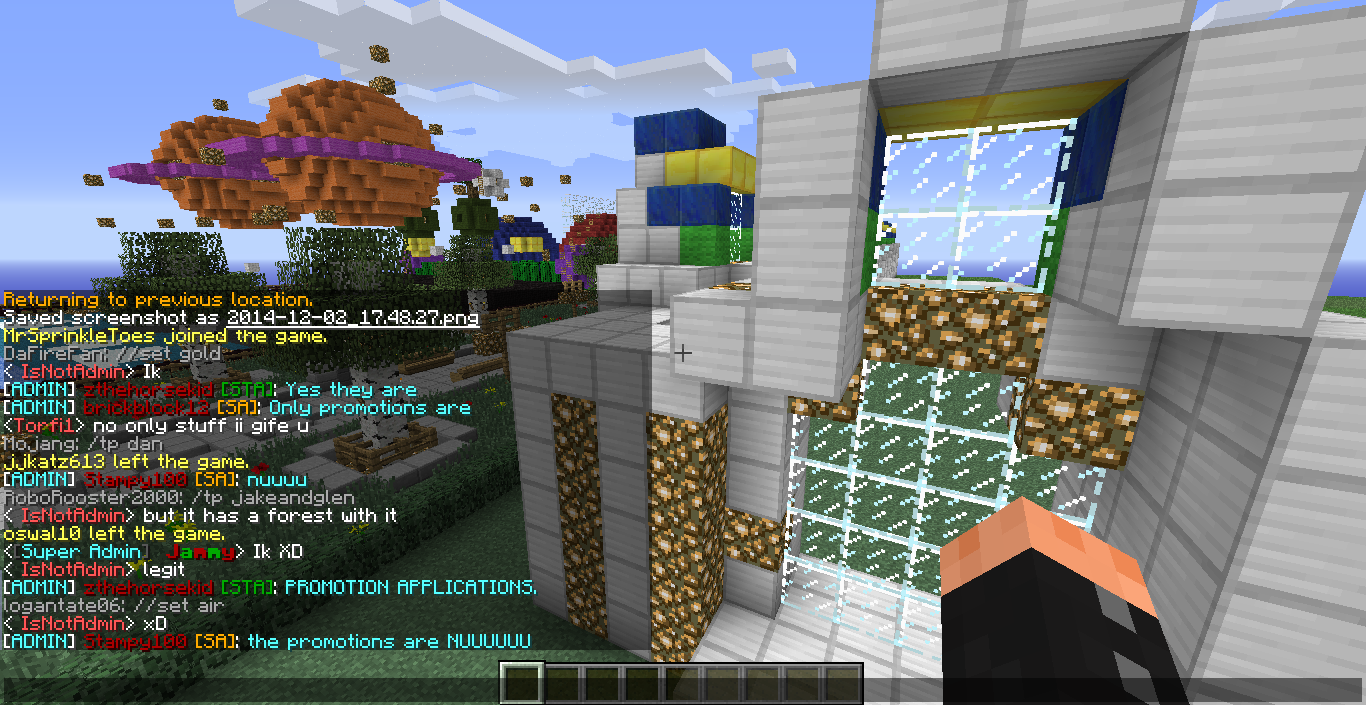 Returning to previous location.
Saved screenshot as 2014-12-02_17.48.27.png
MrSprinkleToes joined the game.
DaFirePan: //set gold
< IsNotAdmin> Ik
[ADMIN] zthehorsekid [STA]: Yes they are
[ADMIN] brickblock12 [SA]: Only promotions are
<Torfi1> no only stuff ii gife u
Mojang: /tp dan
jjkatz613 left the game.
[ADMIN] Stampy100 [SA]: nuuuu
RoboRooster2000: /tp jakeandglen
< IsNotAdmin> but it has a forest with it
oswal10 left the game.
<[Super Admin] Jammy> Ik XD
< IsNotAdmin> legit
[ADMIN] zthehorsekid [STA]: PROMOTION APPLICATIONS.
logantate06: //set air
< IsNotAdmin> xD
[ADMIN] Stampy100 [SA]: the promotions are NUUUUUU